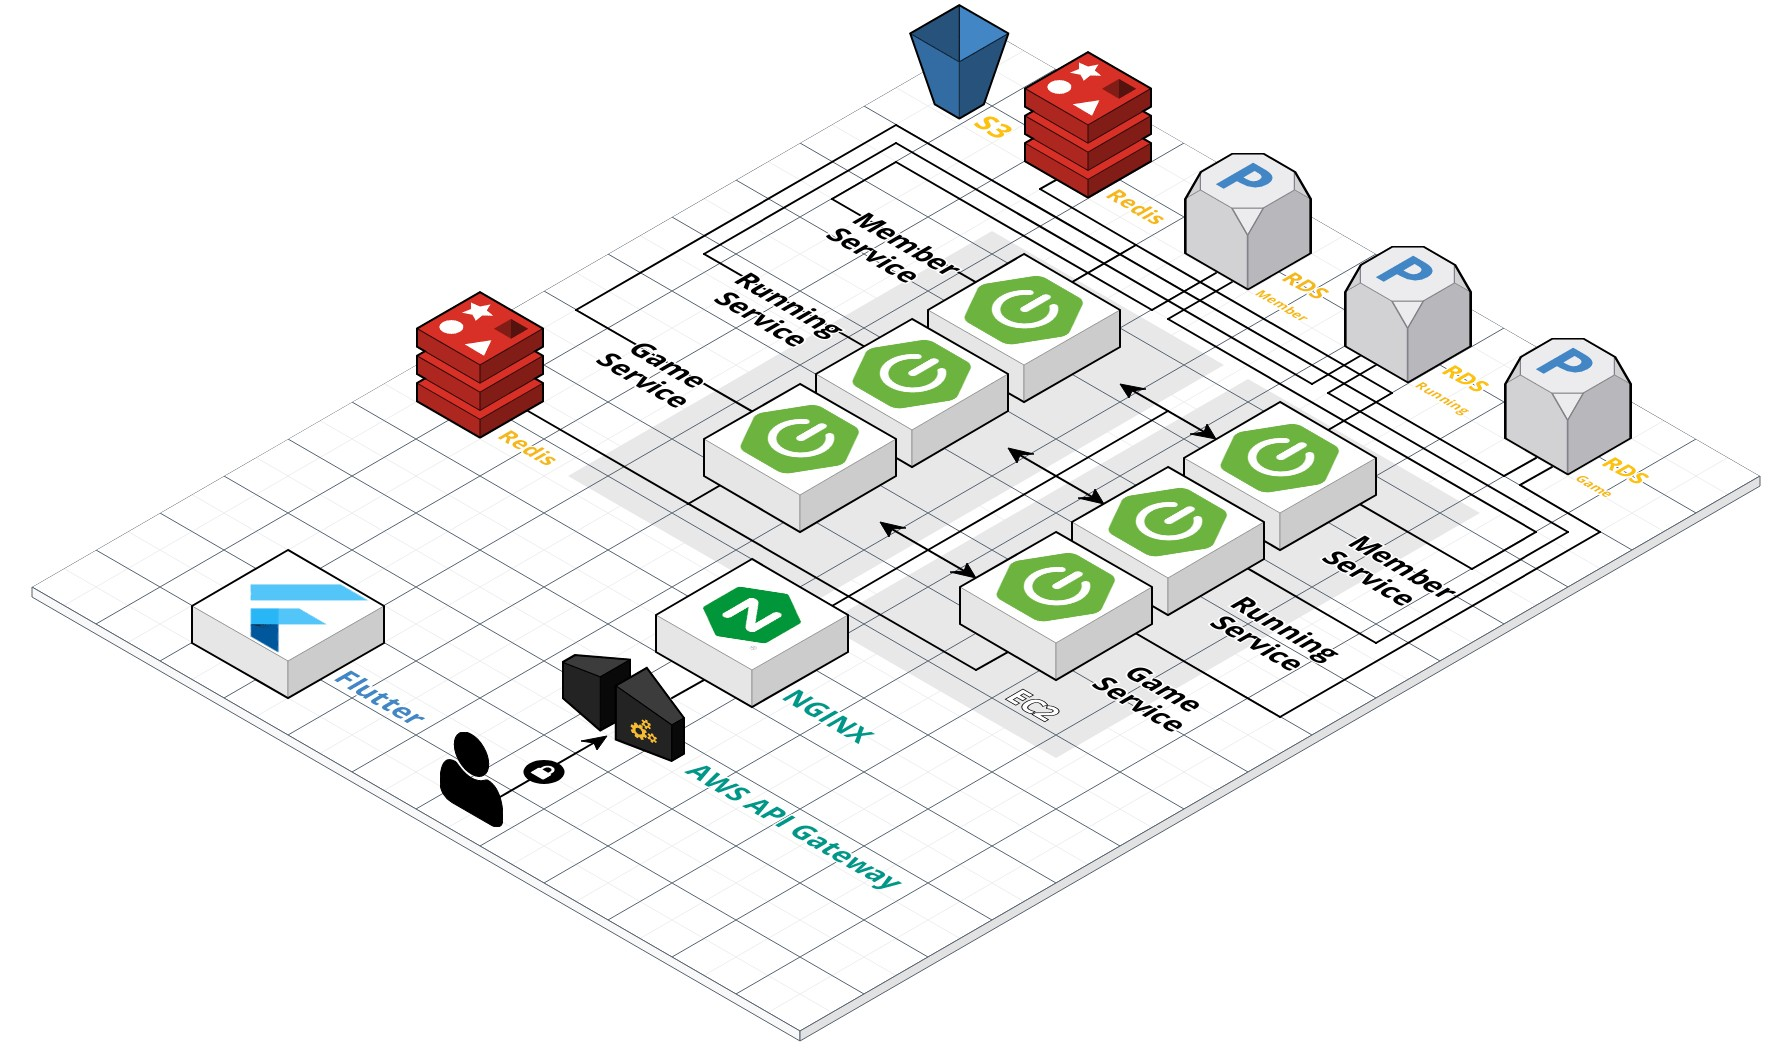 S3
Redis
P
RDS
Member
P
RDS
Running
P
RDS
Game
Member
Service
Running
Service
Game
Service
Redis
Member
Service
Running
Service
Game
Service
EC2
N
®
NGINX
Flutter
AWS API Gateway